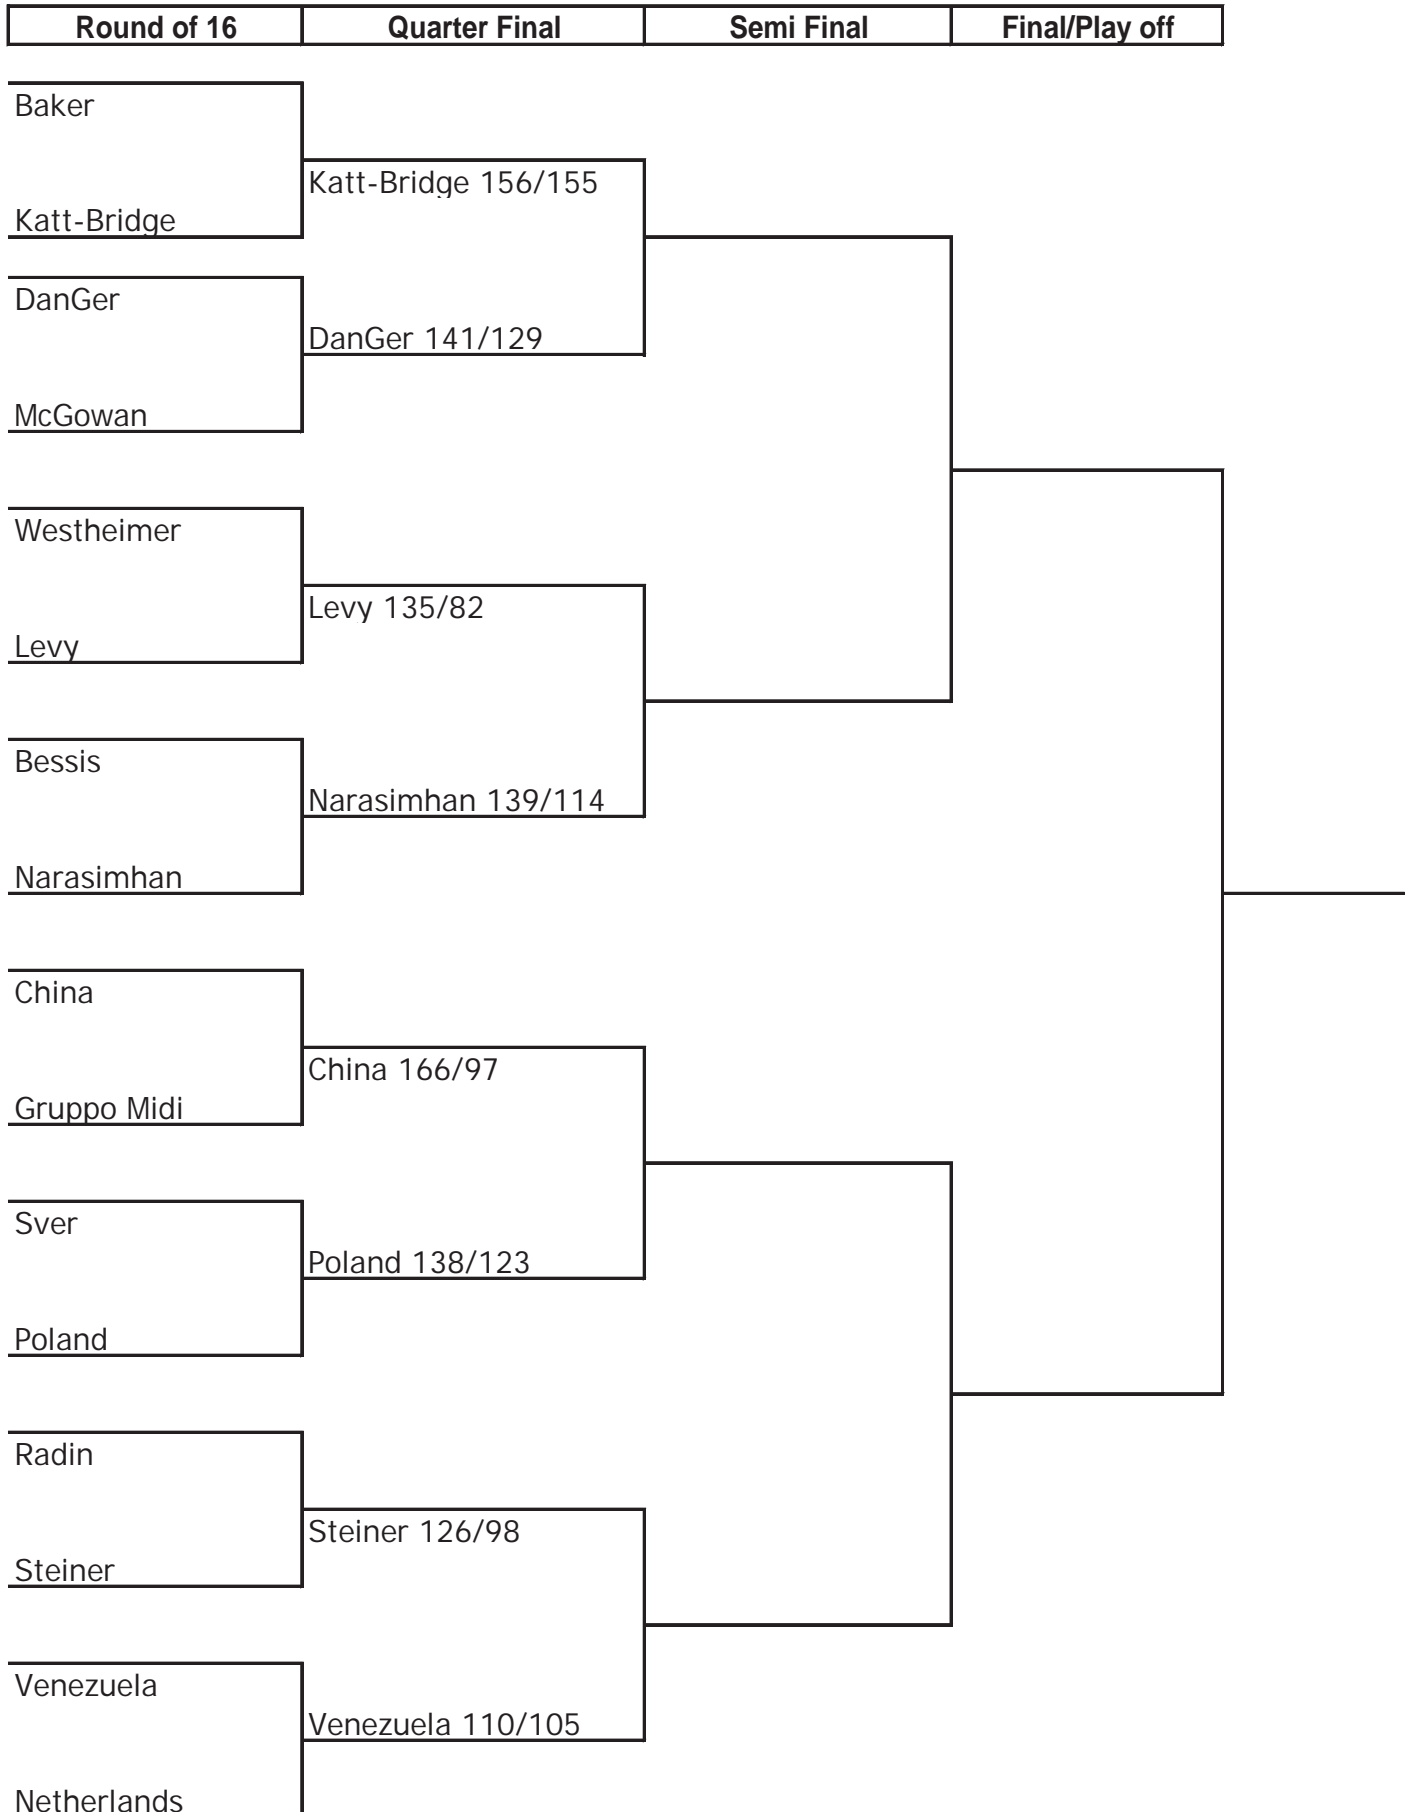 Round of 16 Quarter Final Semi Final Final/Play off
Baker
Katt-Bridge 156/155
Katt-Bridge
DanGer
DanGer 141/129
McGowan
Westheimer
Levy 135/82
Levy
Bessis
Narasimhan 139/114
Narasimhan
China
China 166/97
Gruppo Midi
Sver
Poland 138/123
Poland
Radin
Steiner 126/98
Steiner
Venezuela
Venezuela 110/105
Netherlands